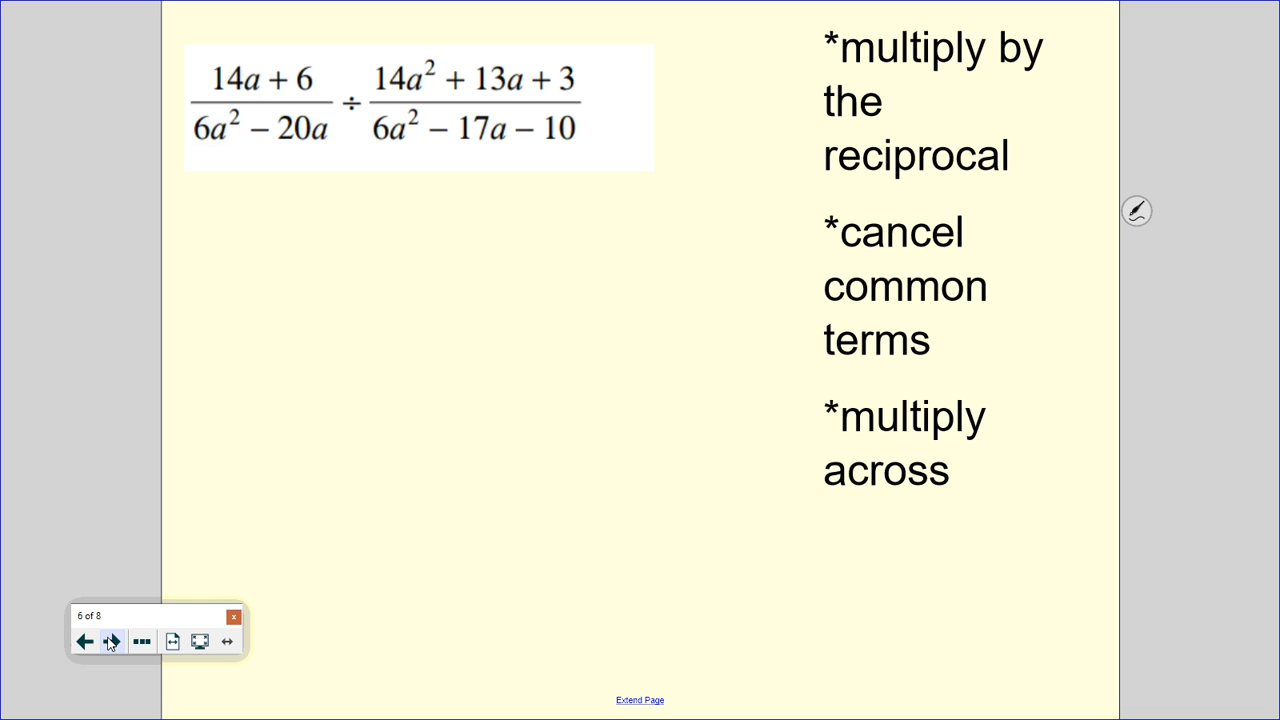 14a + 6 / 6a² − 20a ÷ 14a² + 13a + 3 / 6a² − 17a − 10
*multiply by
the
reciprocal
*cancel
common
terms
*multiply
across
6 of 8
x
Extend Page